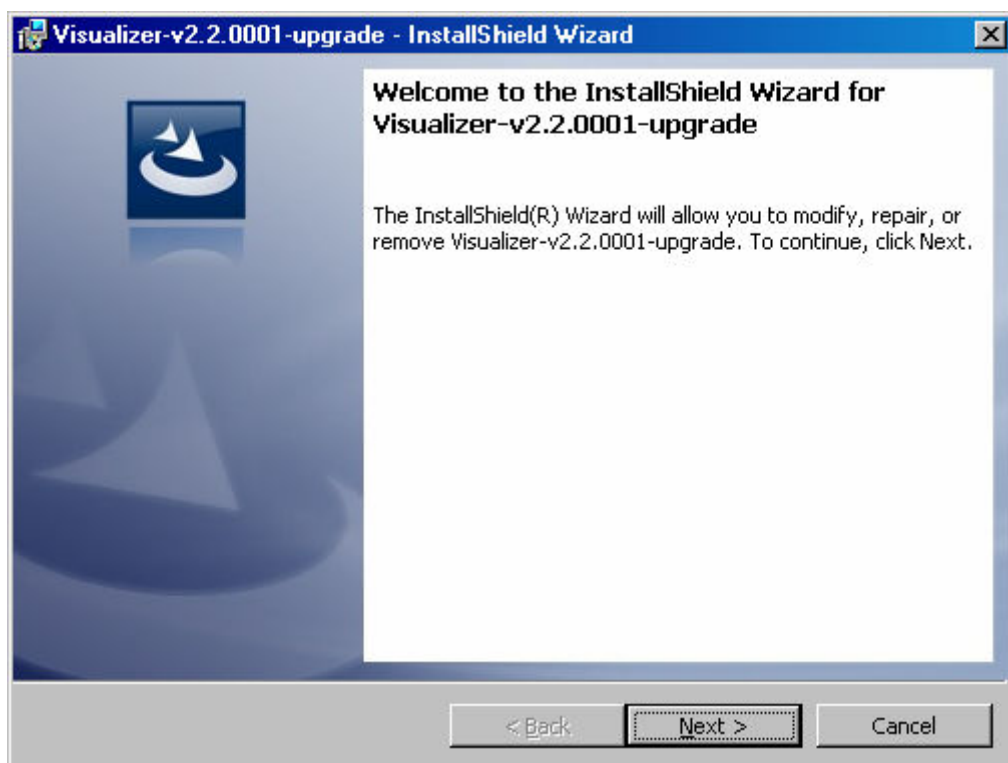 Visualizer-v2.2.0001-upgrade - InstallShield Wizard
Welcome to the InstallShield Wizard for
Visualizer-v2.2.0001-upgrade
The InstallShield(R) Wizard will allow you to modify, repair, or
remove Visualizer-v2.2.0001-upgrade. To continue, click Next.
< Back
Next >
Cancel